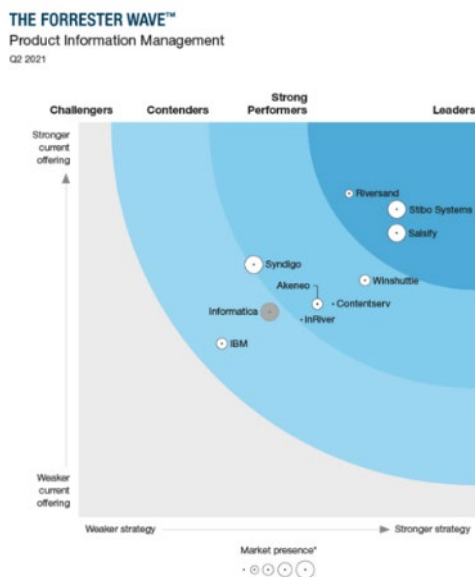 THE FORRESTER WAVE™
Product Information Management
Q2 2021
Challengers
Contenders
Strong
Performers
Leaders
Stronger
current
offering
Riversand
Stibo Systems
Salsify
Syndigo
Winshuttle
Akeneo
Contentserv
Informatica
InRiver
IBM
Weaker
current
offering
Weaker strategy
Stronger strategy
Market presence*